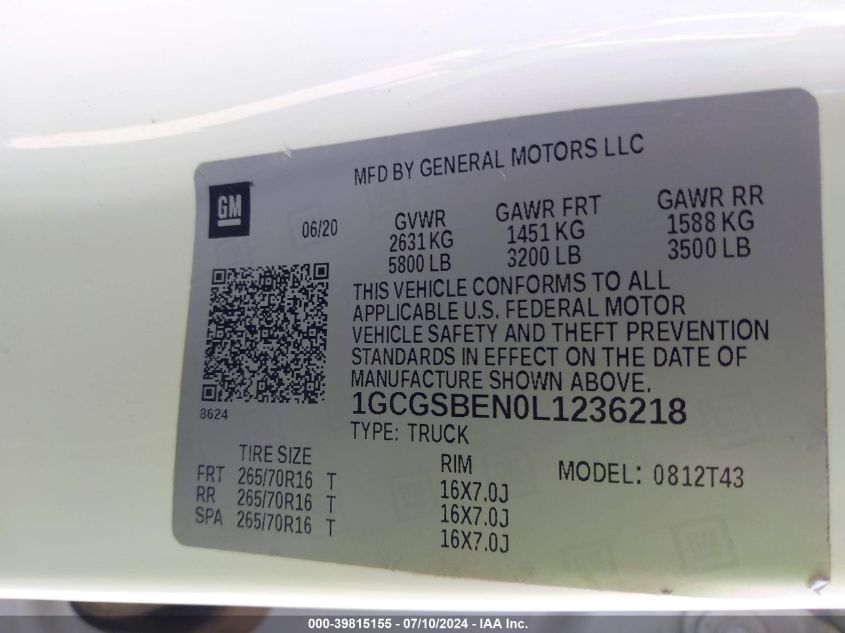 MFD BY GENERAL MOTORS LLC
GM
06/20
GVWR GAWR FRT GAWR RR
2631 KG 1451 KG 1588 KG
5800 LB 3200 LB 3500 LB
THIS VEHICLE CONFORMS TO ALL
APPLICABLE U.S. FEDERAL MOTOR
VEHICLE SAFETY AND THEFT PREVENTION
STANDARDS IN EFFECT ON THE DATE OF
MANUFACTURE SHOWN ABOVE.
8624
1GCGSBEN0L1236218
TYPE: TRUCK
TIRE SIZE RIM MODEL: 0812T43
FRT 265/70R16 T 16X7.0J
RR 265/70R16 T 16X7.0J
SPA 265/70R16 T 16X7.0J
000-39815155 - 07/10/2024 - IAA Inc.